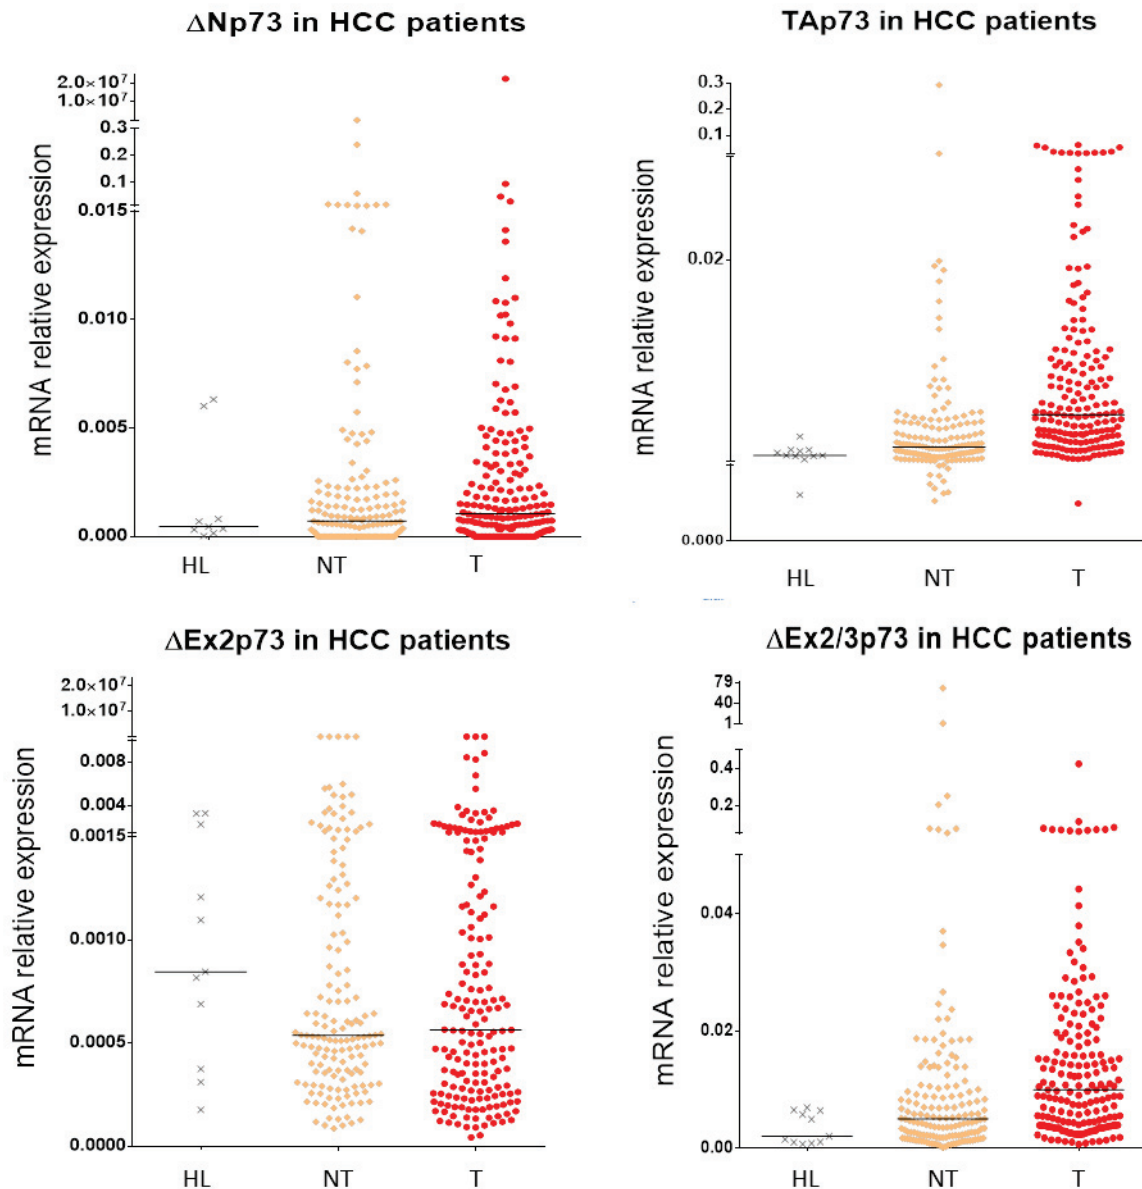 ΔNp73 in HCC patients
mRNA relative expression
2.0×10⁷
1.0×10⁷
0.3
0.2
0.1
0.015
0.010
0.005
0.000
HL NT T
TAp73 in HCC patients
mRNA relative expression
0.3
0.2
0.1
0.02
0.000
HL NT T
ΔEx2p73 in HCC patients
mRNA relative expression
2.0×10⁷
1.0×10⁷
0.008
0.004
0.0015
0.0010
0.0005
0.0000
HL NT T
ΔEx2/3p73 in HCC patients
mRNA relative expression
79
40
1
0.4
0.2
0.04
0.02
0.00
HL NT T